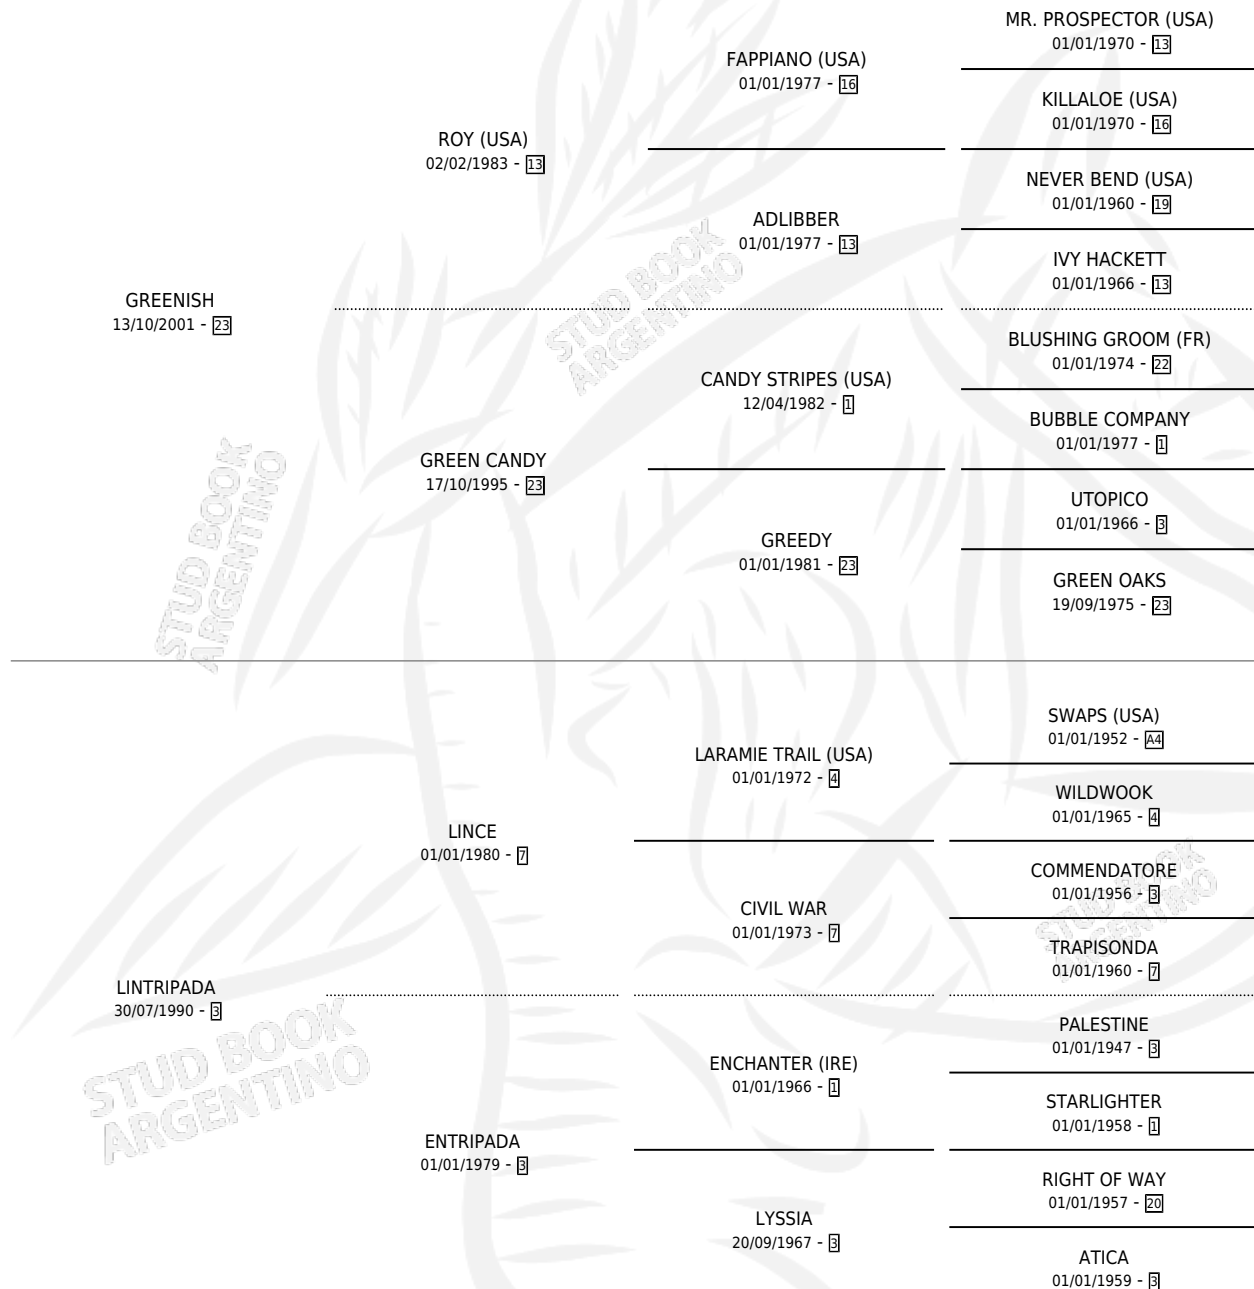 MR. PROSPECTOR (USA)
01/01/1970 - 13
FAPPIANO (USA)
01/01/1977 - 16
KILLALOE (USA)
01/01/1970 - 16
ROY (USA)
02/02/1983 - 13
NEVER BEND (USA)
01/01/1960 - 19
ADLIBBER
01/01/1977 - 13
IVY HACKETT
01/01/1966 - 13
GREENISH
13/10/2001 - 23
BLUSHING GROOM (FR)
01/01/1974 - 22
CANDY STRIPES (USA)
12/04/1982 - 1
BUBBLE COMPANY
01/01/1977 - 1
GREEN CANDY
17/10/1995 - 23
UTOPICO
01/01/1966 - 3
GREEDY
01/01/1981 - 23
GREEN OAKS
19/09/1975 - 23
STUD BOOK
ARGENTINO
STUD BOOK
ARGENTINO
SWAPS (USA)
01/01/1952 - A4
LARAMIE TRAIL (USA)
01/01/1972 - 4
WILDWOOK
01/01/1965 - 4
LINCE
01/01/1980 - 7
COMMENDATORE
01/01/1956 - 3
CIVIL WAR
01/01/1973 - 7
TRAPISONDA
01/01/1960 - 7
LINTRIPADA
30/07/1990 - 3
PALESTINE
01/01/1947 - 3
ENCHANTER (IRE)
01/01/1966 - 1
STARLIGHTER
01/01/1958 - 1
ENTRIPADA
01/01/1979 - 3
RIGHT OF WAY
01/01/1957 - 20
LYSSIA
20/09/1967 - 3
ATICA
01/01/1959 - 3
STUD BOOK
ARGENTINO
STUD BOOK
ARGENTINO